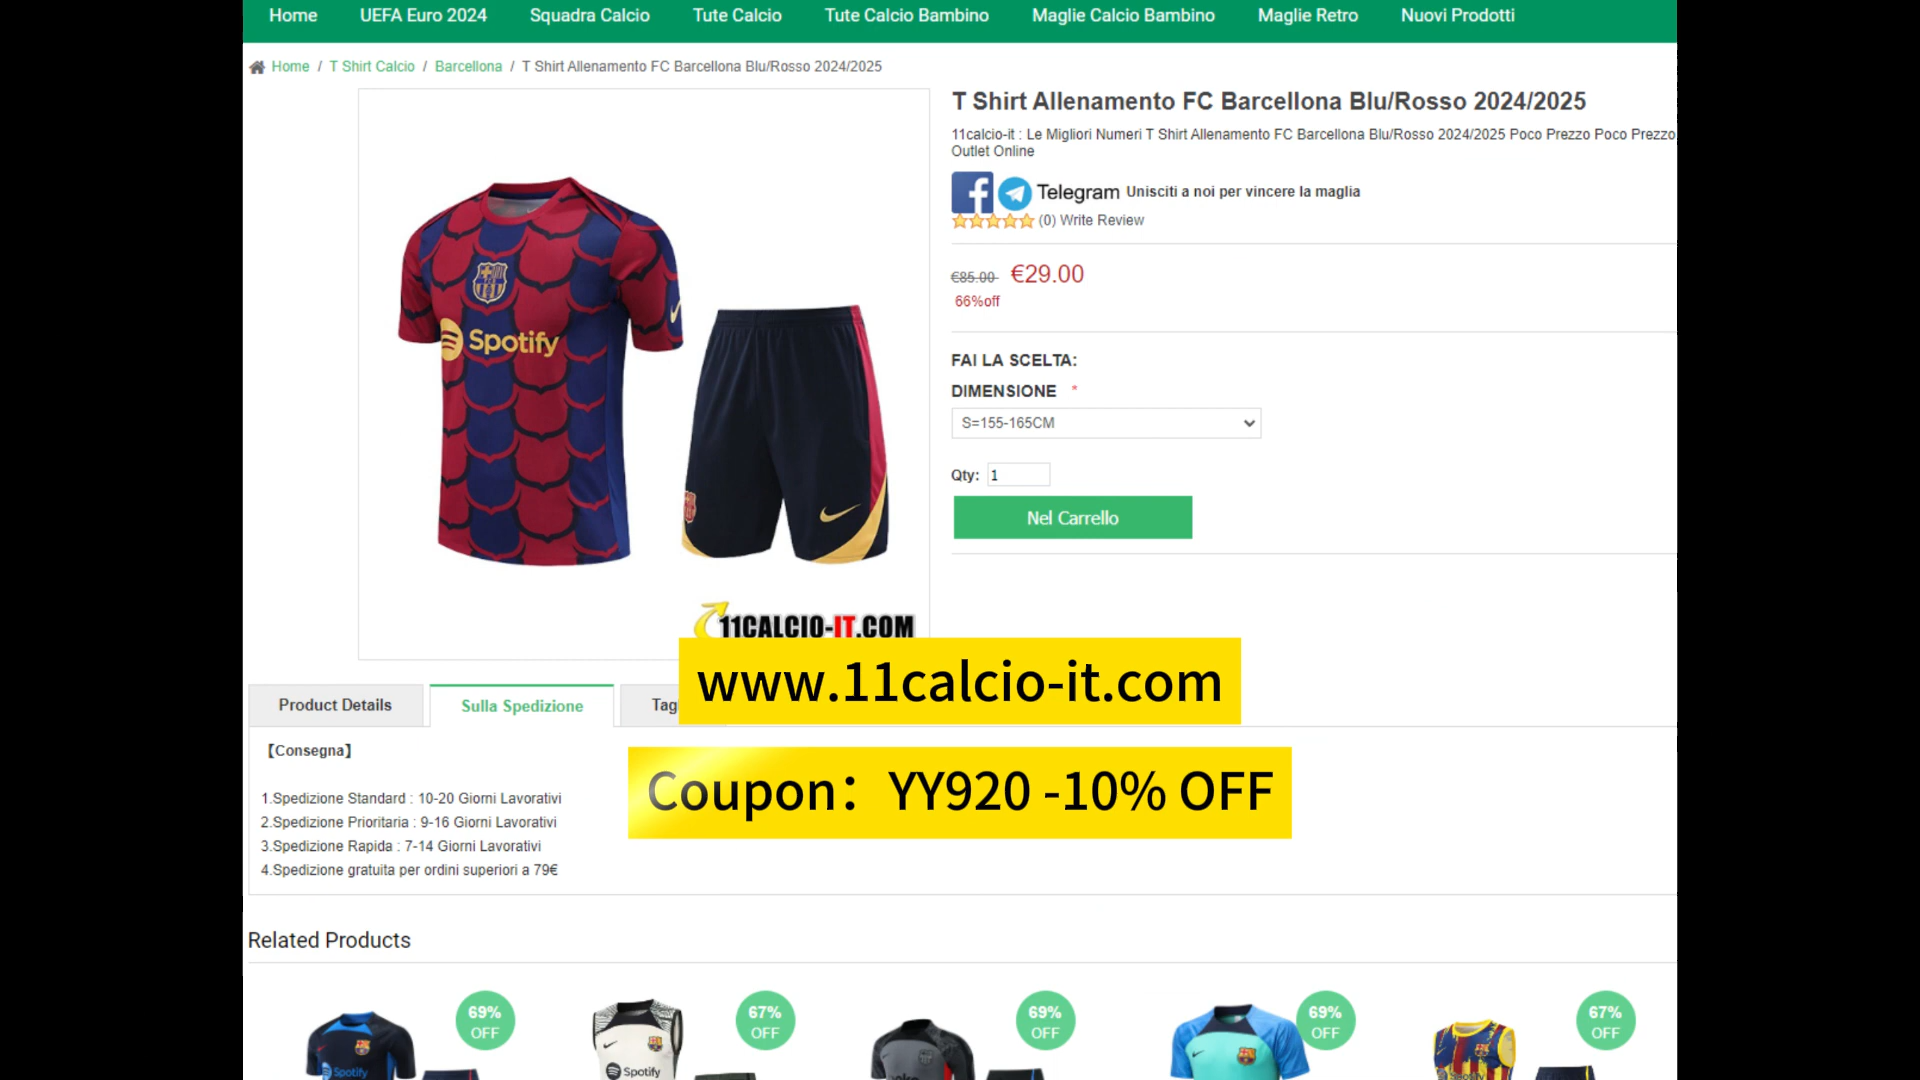 Home UEFA Euro 2024 Squadra Calcio Tute Calcio Tute Calcio Bambino Maglie Calcio Bambino Maglie Retro Nuovi Prodotti
Home / T Shirt Calcio / Barcellona / T Shirt Allenamento FC Barcellona Blu/Rosso 2024/2025
T Shirt Allenamento FC Barcellona Blu/Rosso 2024/2025
11calcio-it : Le Migliori Numeri T Shirt Allenamento FC Barcellona Blu/Rosso 2024/2025 Poco Prezzo Poco Prezzo
Outlet Online
Telegram Unisciti a noi per vincere la maglia
(0) Write Review
€85.00 €29.00
66%off
FAI LA SCELTA:
DIMENSIONE *
S=155-165CM
Qty: 1
Nel Carrello
Spotify
11CALCIO-IT.COM
www.11calcio-it.com
Product Details Sulla Spedizione
Coupon：YY920 -10% OFF
【Consegna】
1.Spedizione Standard : 10-20 Giorni Lavorativi
2.Spedizione Prioritaria : 9-16 Giorni Lavorativi
3.Spedizione Rapida : 7-14 Giorni Lavorativi
4.Spedizione gratuita per ordini superiori a 79€
Related Products
69% OFF
67% OFF
69% OFF
69% OFF
67% OFF
Spotify
Spotify